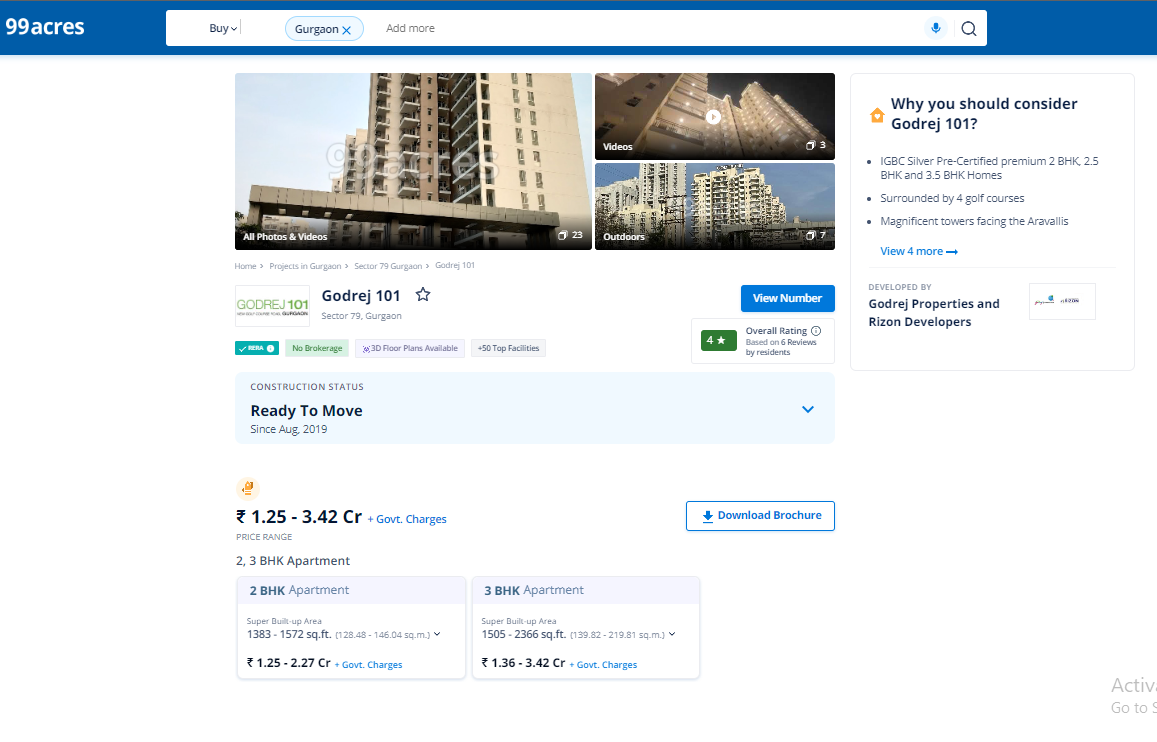 99acres
Buy
Gurgaon
Add more
99acres
All Photos & Videos
23
Videos
3
Outdoors
7
Home > Projects in Gurgaon > Sector 79 Gurgaon > Godrej 101
GODREJ 101
GURGAON
Godrej 101
Sector 79, Gurgaon
View Number
RERA
No Brokerage
3D Floor Plans Available
+50 Top Facilities
4 ★
Overall Rating
Based on 6 Reviews
by residents
CONSTRUCTION STATUS
Ready To Move
Since Aug, 2019
₹ 1.25 - 3.42 Cr + Govt. Charges
PRICE RANGE
Download Brochure
2, 3 BHK Apartment
2 BHK Apartment
Super Built-up Area
1383 - 1572 sq.ft. (128.48 - 146.04 sq.m.)
₹ 1.25 - 2.27 Cr + Govt. Charges
3 BHK Apartment
Super Built-up Area
1505 - 2366 sq.ft. (139.82 - 219.81 sq.m.)
₹ 1.36 - 3.42 Cr + Govt. Charges
Why you should consider
Godrej 101?
• IGBC Silver Pre-Certified premium 2 BHK, 2.5
BHK and 3.5 BHK Homes
• Surrounded by 4 golf courses
• Magnificent towers facing the Aravallis
View 4 more
DEVELOPED BY
Godrej Properties and
Rizon Developers
Activa
Go to S